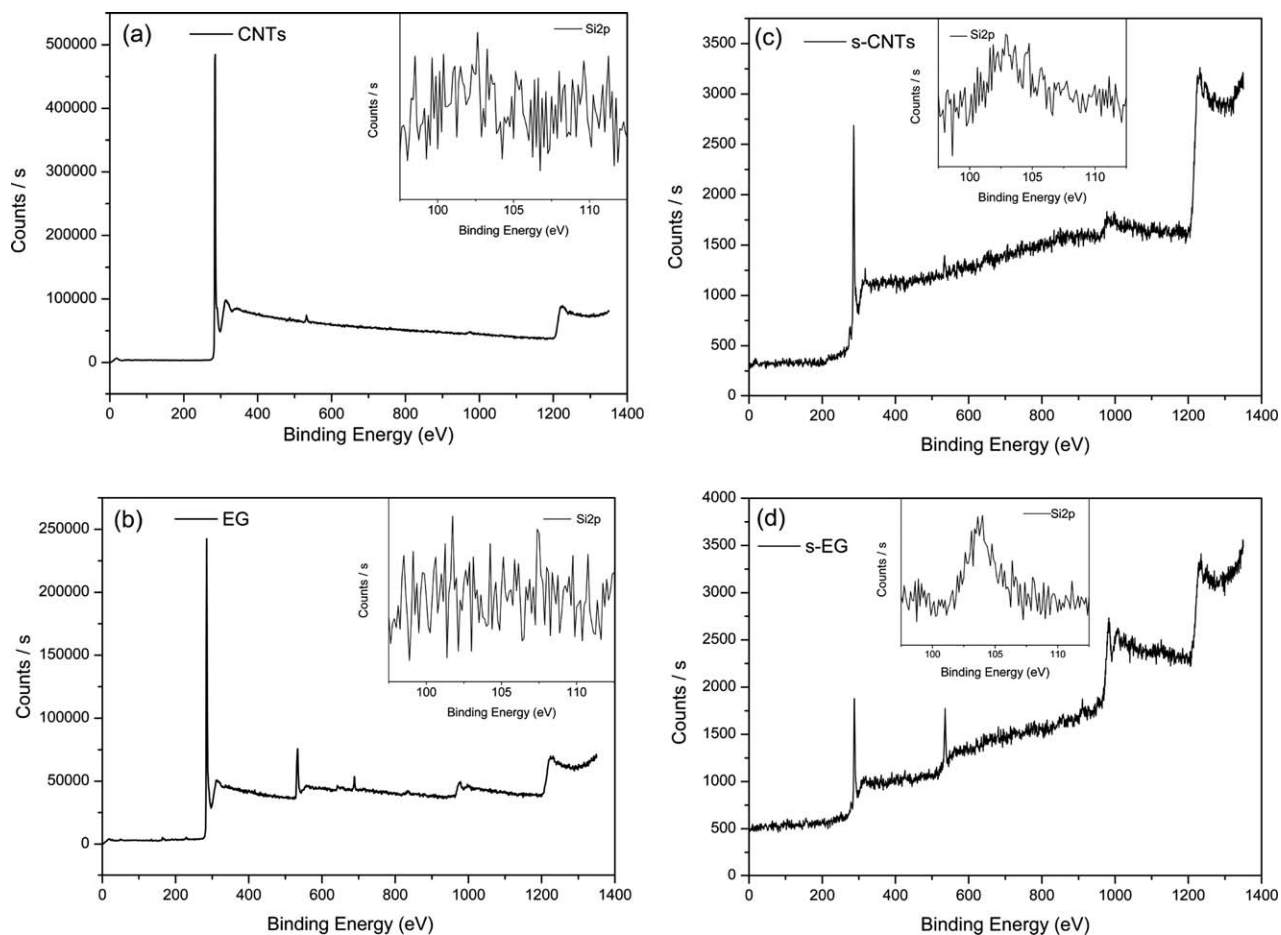 (a)
CNTs
500000
400000
300000
200000
100000
0
Counts / s
0 200 400 600 800 1000 1200 1400
Binding Energy (eV)
Si2p
Counts / s
100 105 110
Binding Energy (eV)
(c)
s-CNTs
3500
3000
2500
2000
1500
1000
500
0
Counts / s
0 200 400 600 800 1000 1200 1400
Binding Energy (eV)
Si2p
Counts / s
100 105 110
Binding Energy (eV)
(b)
EG
250000
200000
150000
100000
50000
0
Counts / s
0 200 400 600 800 1000 1200 1400
Binding Energy (eV)
Si2p
Counts / s
100 105 110
Binding Energy (eV)
(d)
s-EG
4000
3500
3000
2500
2000
1500
1000
500
0
Counts / s
0 200 400 600 800 1000 1200 1400
Binding Energy (eV)
Si2p
Counts / s
100 105 110
Binding Energy (eV)